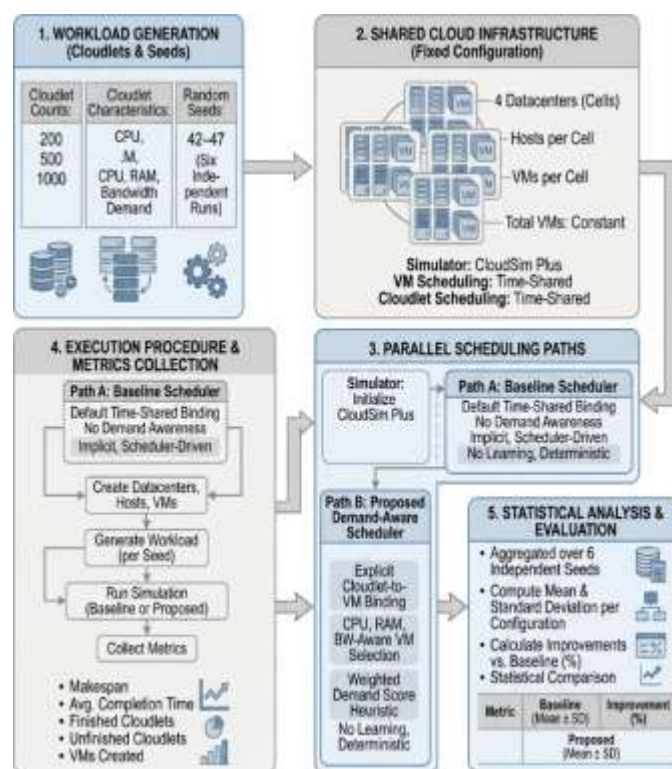 1. WORKLOAD GENERATION
(Cloudlets & Seeds)
Cloudlet
Counts:
200
500
1000
Cloudlet
Characteristics:
CPU,
.M,
CPU, RAM,
Bandwidth
Demand
Random
Seeds:
42–47
(Six
Inde-
pendent
Runs)
2. SHARED CLOUD INFRASTRUCTURE
(Fixed Configuration)
VM
VM
VM
4 Datacenters (Cells)
Hosts per Cell
VMs per Cell
Total VMs: Constant
Simulator: CloudSim Plus
VM Scheduling: Time-Shared
Cloudlet Scheduling: Time-Shared
4. EXECUTION PROCEDURE &
METRICS COLLECTION
Path A: Baseline Scheduler
Default Time-Shared Binding
No Demand Awareness
Implicit, Scheduler-Driven
Create Datacenters,
Hosts, VMs
Generate Workload
(per Seed)
Run Simulation
(Baseline or Proposed)
Collect Metrics
• Makespan
• Avg. Completion Time
• Finished Cloudlets
• Unfinished Cloudlets
• VMs Created
3. PARALLEL SCHEDULING PATHS
Simulator:
Initialize
CloudSim Plus
Path A: Baseline Scheduler
Default Time-Shared Binding
No Demand Awareness
Implicit, Scheduler-Driven
No Learning, Deterministic
Path B: Proposed
Demand-Aware
Scheduler
Explicit
Cloudlet-to-
VM Binding
CPU, RAM,
BW-Aware VM
Selection
Weighted
Demand Score
Heuristic
No Learning,
Deterministic
5. STATISTICAL ANALYSIS &
EVALUATION
• Aggregated over 6
Independent Seeds
• Compute Mean &
Standard Deviation per
Configuration
• Calculate Improvements
vs. Baseline (%)
• Statistical Comparison
Metric
Baseline
(Mean ± SD)
Improvement
(%)
Proposed
(Mean ± SD)